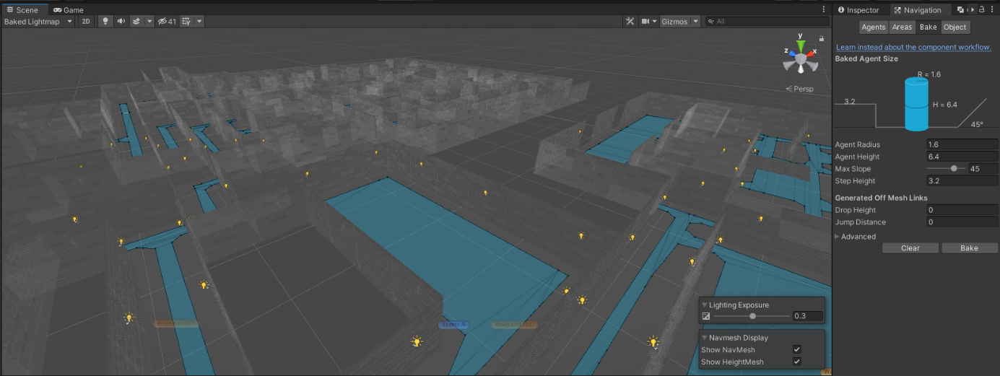 Scene Game
Inspector Navigation
Baked Lightmap 2D 41 Gizmos All
Agents Areas Bake Object
Learn instead about the component workflow.
Baked Agent Size
y
z x
Persp
R = 1.6
3.2 H = 6.4
45°
Agent Radius 1.6
Agent Height 6.4
Max Slope 45
Step Height 3.2
Generated Off Mesh Links
Drop Height 0
Jump Distance 0
Advanced
Clear Bake
Lighting Exposure
0.3
Sector A
Navmesh Display
Show NavMesh
Show HeightMesh